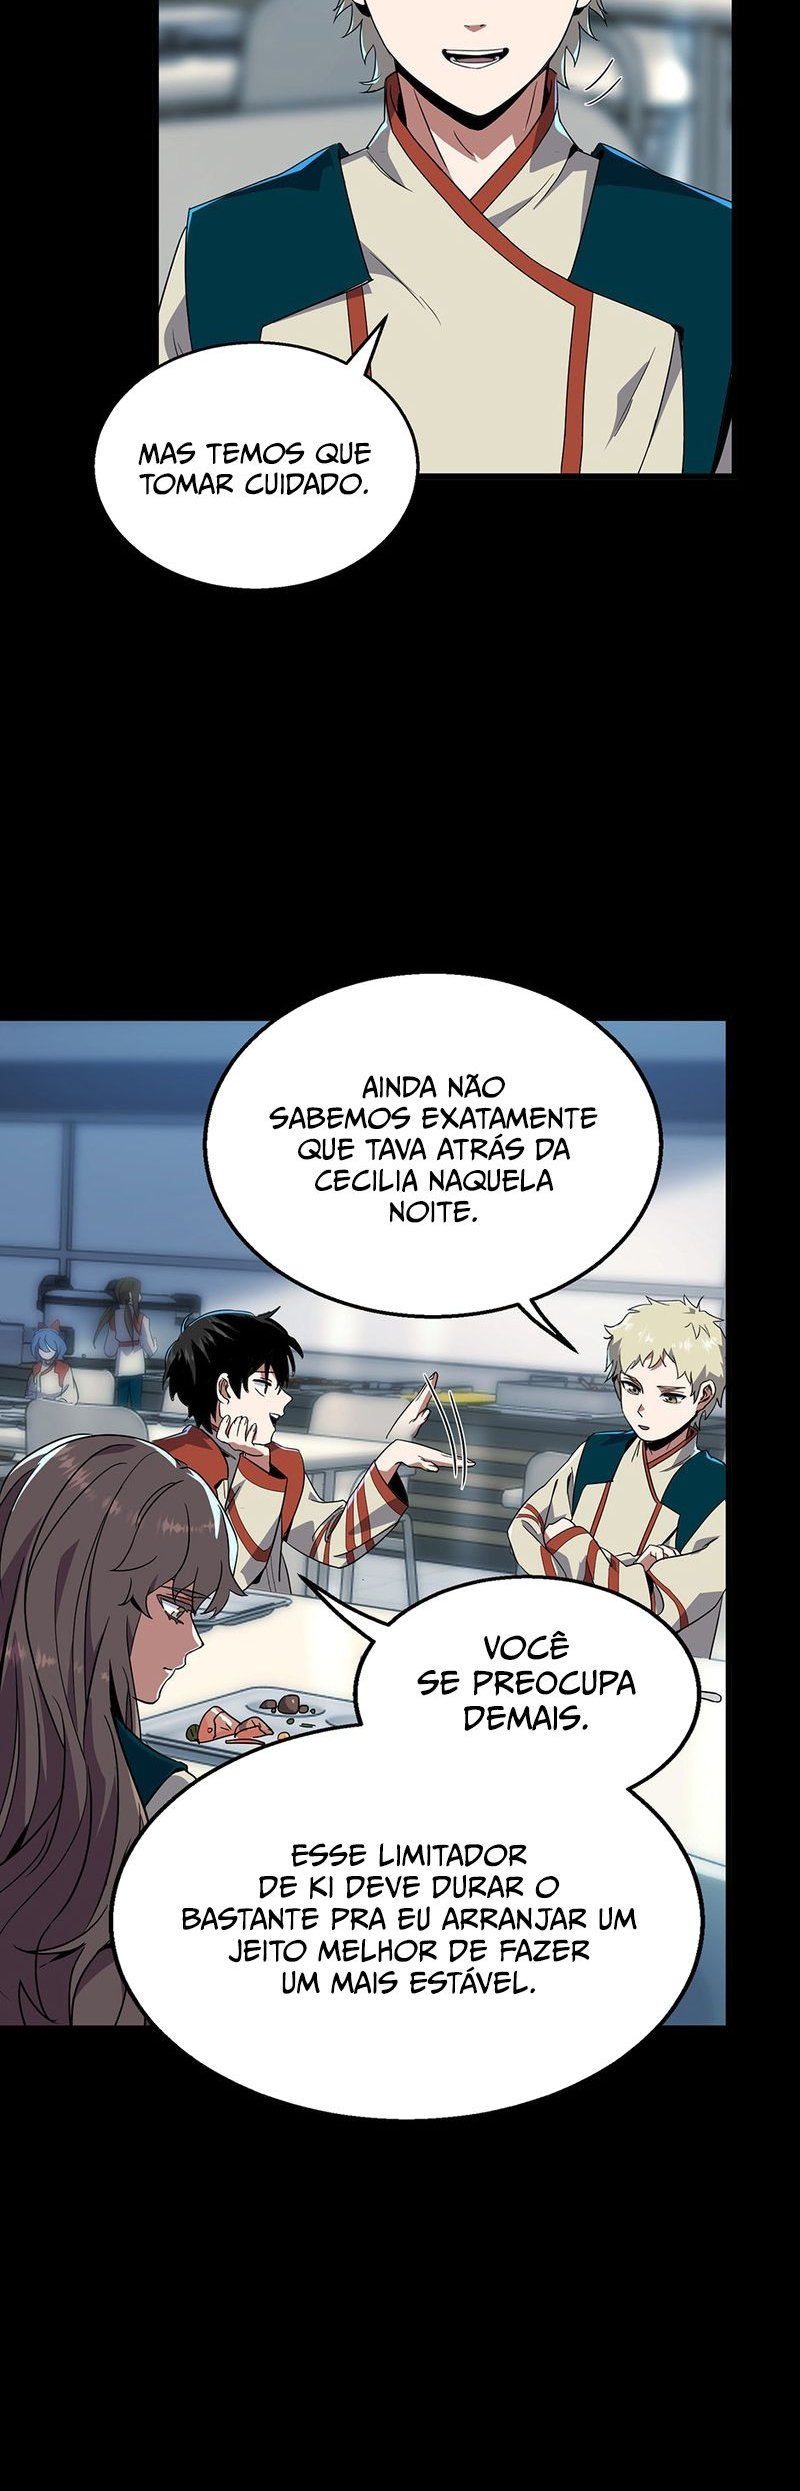 MAS TEMOS QUE
TOMAR CUIDADO.
AINDA NÃO
SABEMOS EXATAMENTE
QUE TAVA ATRÁS DA
CECILIA NAQUELA
NOITE.
VOCÊ
SE PREOCUPA
DEMAIS.
ESSE LIMITADOR
DE KI DEVE DURAR O
BASTANTE PRA EU ARRANJAR UM
JEITO MELHOR DE FAZER
UM MAIS ESTÁVEL.